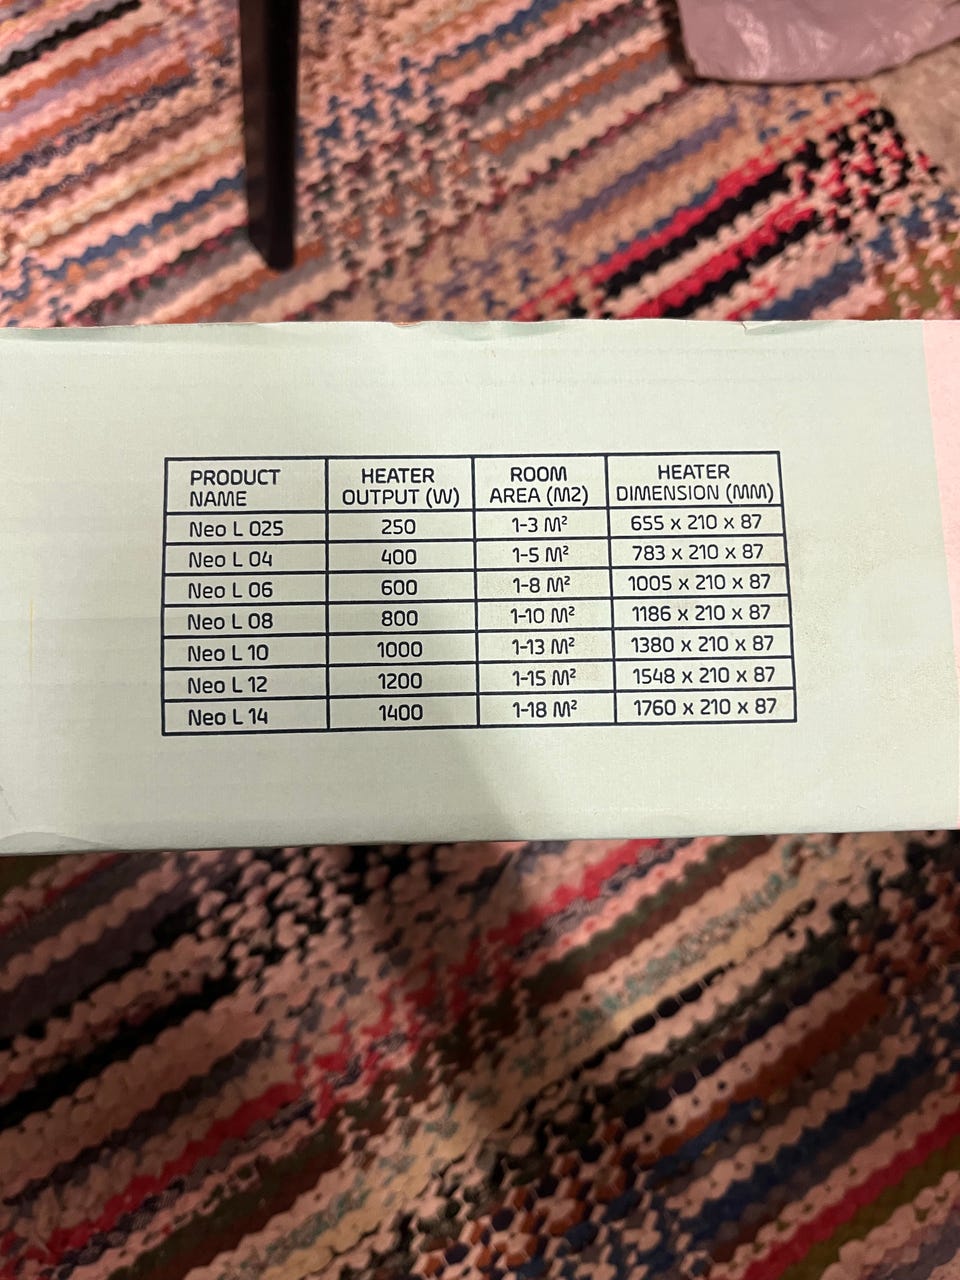 PRODUCT NAME HEATER OUTPUT (W) ROOM AREA (M2) HEATER DIMENSION (MM)
Neo L 025 250 1-3 M² 655 x 210 x 87
Neo L 04 400 1-5 M² 783 x 210 x 87
Neo L 06 600 1-8 M² 1005 x 210 x 87
Neo L 08 800 1-10 M² 1186 x 210 x 87
Neo L 10 1000 1-13 M² 1380 x 210 x 87
Neo L 12 1200 1-15 M² 1548 x 210 x 87
Neo L 14 1400 1-18 M² 1760 x 210 x 87